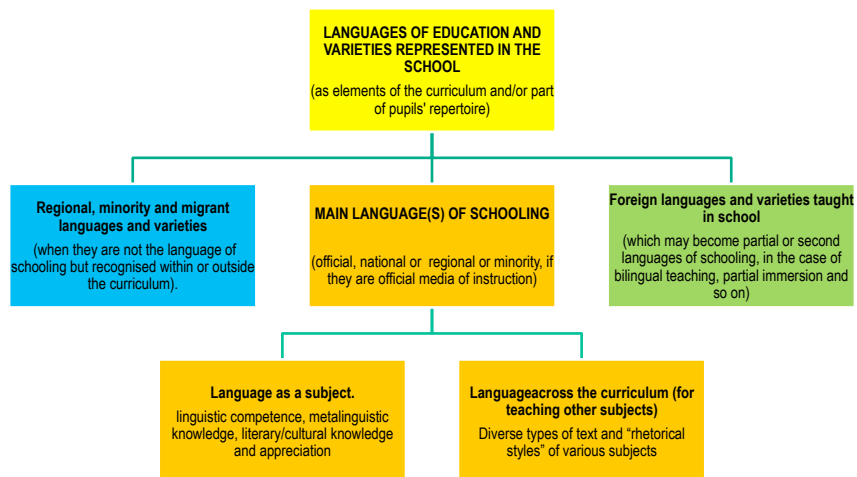 LANGUAGES OF EDUCATION AND
VARIETIES REPRESENTED IN THE
SCHOOL
(as elements of the curriculum and/or part
of pupils' repertoire)
Regional, minority and migrant
languages and varieties
(when they are not the language of
schooling but recognised within or outside
the curriculum).
MAIN LANGUAGE(S) OF SCHOOLING
(official, national or regional or minority, if
they are official media of instruction)
Foreign languages and varieties taught
in school
(which may become partial or second
languages of schooling, in the case of
bilingual teaching, partial immersion and
so on)
Language as a subject.
linguistic competence, metalinguistic
knowledge, literary/cultural knowledge
and appreciation
Languageacross the curriculum (for
teaching other subjects)
Diverse types of text and “rhetorical
styles” of various subjects